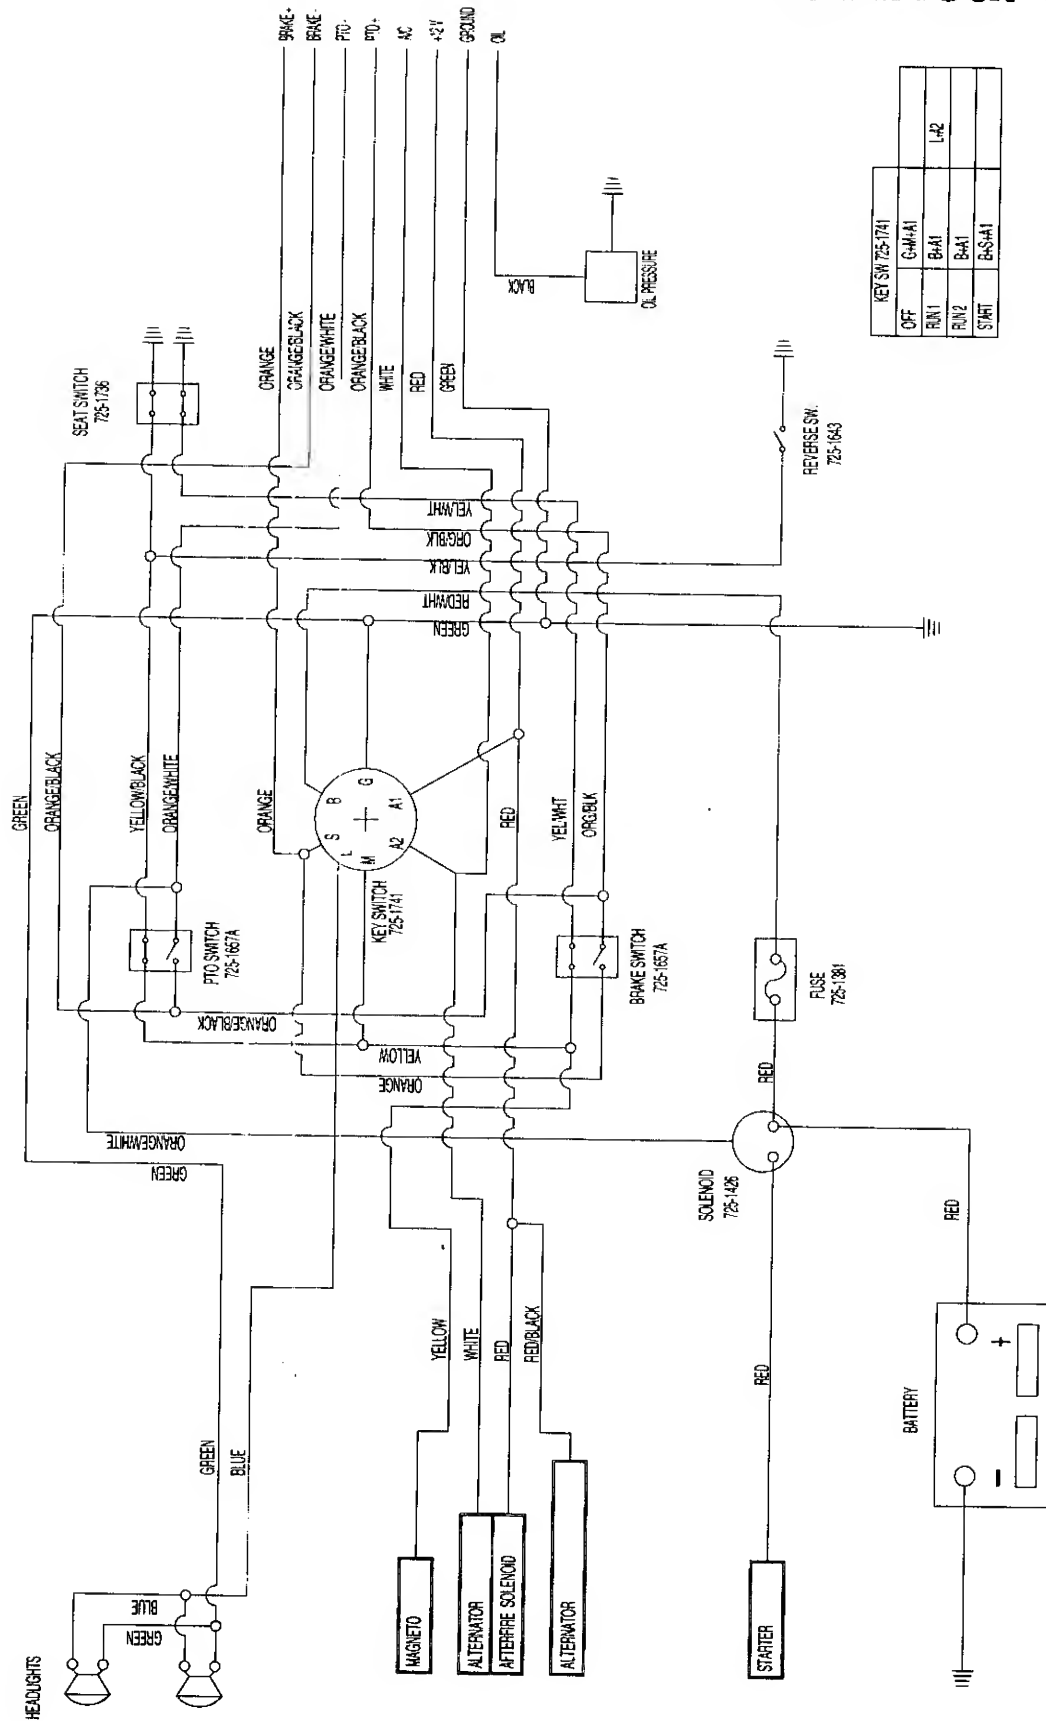 BRAKE+
BRAKE-
PTO -
PTO +
A/C
+12 V
GROUND
OIL
ORANGE
ORANGE/BLACK
ORANGE/WHITE
ORANGE/BLACK
WHITE
RED
GREEN
BLACK
OIL PRESSURE
KEY SW 725-1741
OFF G+M+A1
RUN 1 B+A1 L+A2
RUN 2 B+A1
START B+S+A1
SEAT SWITCH
725-1736
REVERSE SW.
725-1643
YEL/WHT
ORG/BLK
YEL/BLK
RED/WHT
GREEN
GREEN
ORANGE/BLACK
YELLOW/BLACK
ORANGE/WHITE
ORANGE
RED
YEL/WHT
ORG/BLK
B
G
S
L
M
A1
A2
KEY SWITCH
725-1741
PTO SWITCH
725-1657A
BRAKE SWITCH
725-1657A
FUSE
725-1381
ORANGE/BLACK
YELLOW
ORANGE
RED
ORANGE/WHITE
GREEN
SOLENOID
725-1426
RED
GREEN
BLUE
YELLOW
WHITE
RED
RED/BLACK
RED
BATTERY
+
-
BLUE
GREEN
HEADLIGHTS
MAGNETO
ALTERNATOR
AFTERFIRE SOLENOID
ALTERNATOR
STARTER